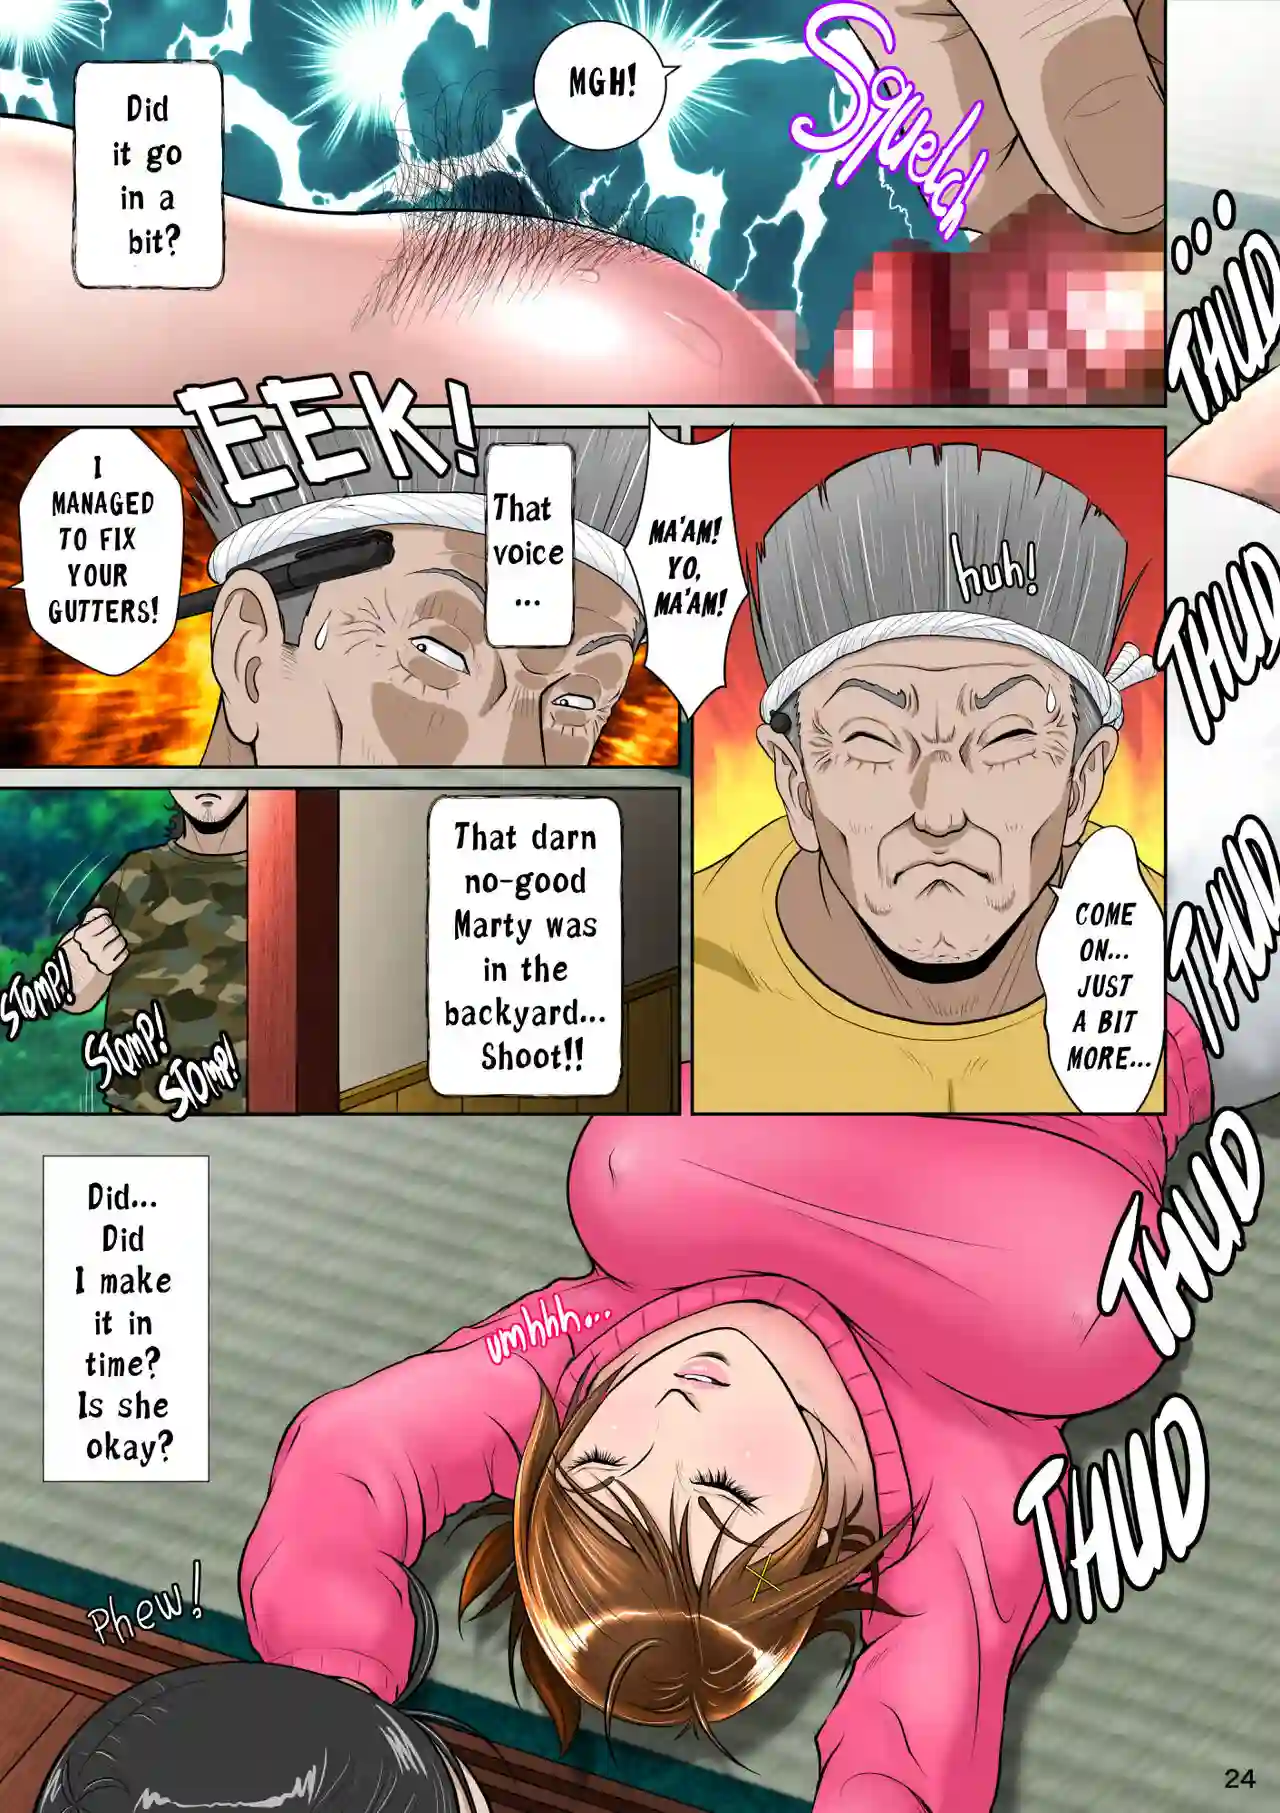 Did
it go
in a
bit?
MGH!
Squelch
...
THUD
THUD
THUD
THUD
THUD
THUD
MA'AM!
YO,
MA'AM!
huh!
COME
ON...
JUST
A BIT
MORE...
EEK!
I
MANAGED
TO FIX
YOUR
GUTTERS!
That
voice
...
That darn
no-good
Marty was
in the
backyard...
Shoot!!
STOMP!
STOMP!
STOMP!
Did...
Did
I make
it in
time?
Is she
okay?
umhhh...
Phew!
24